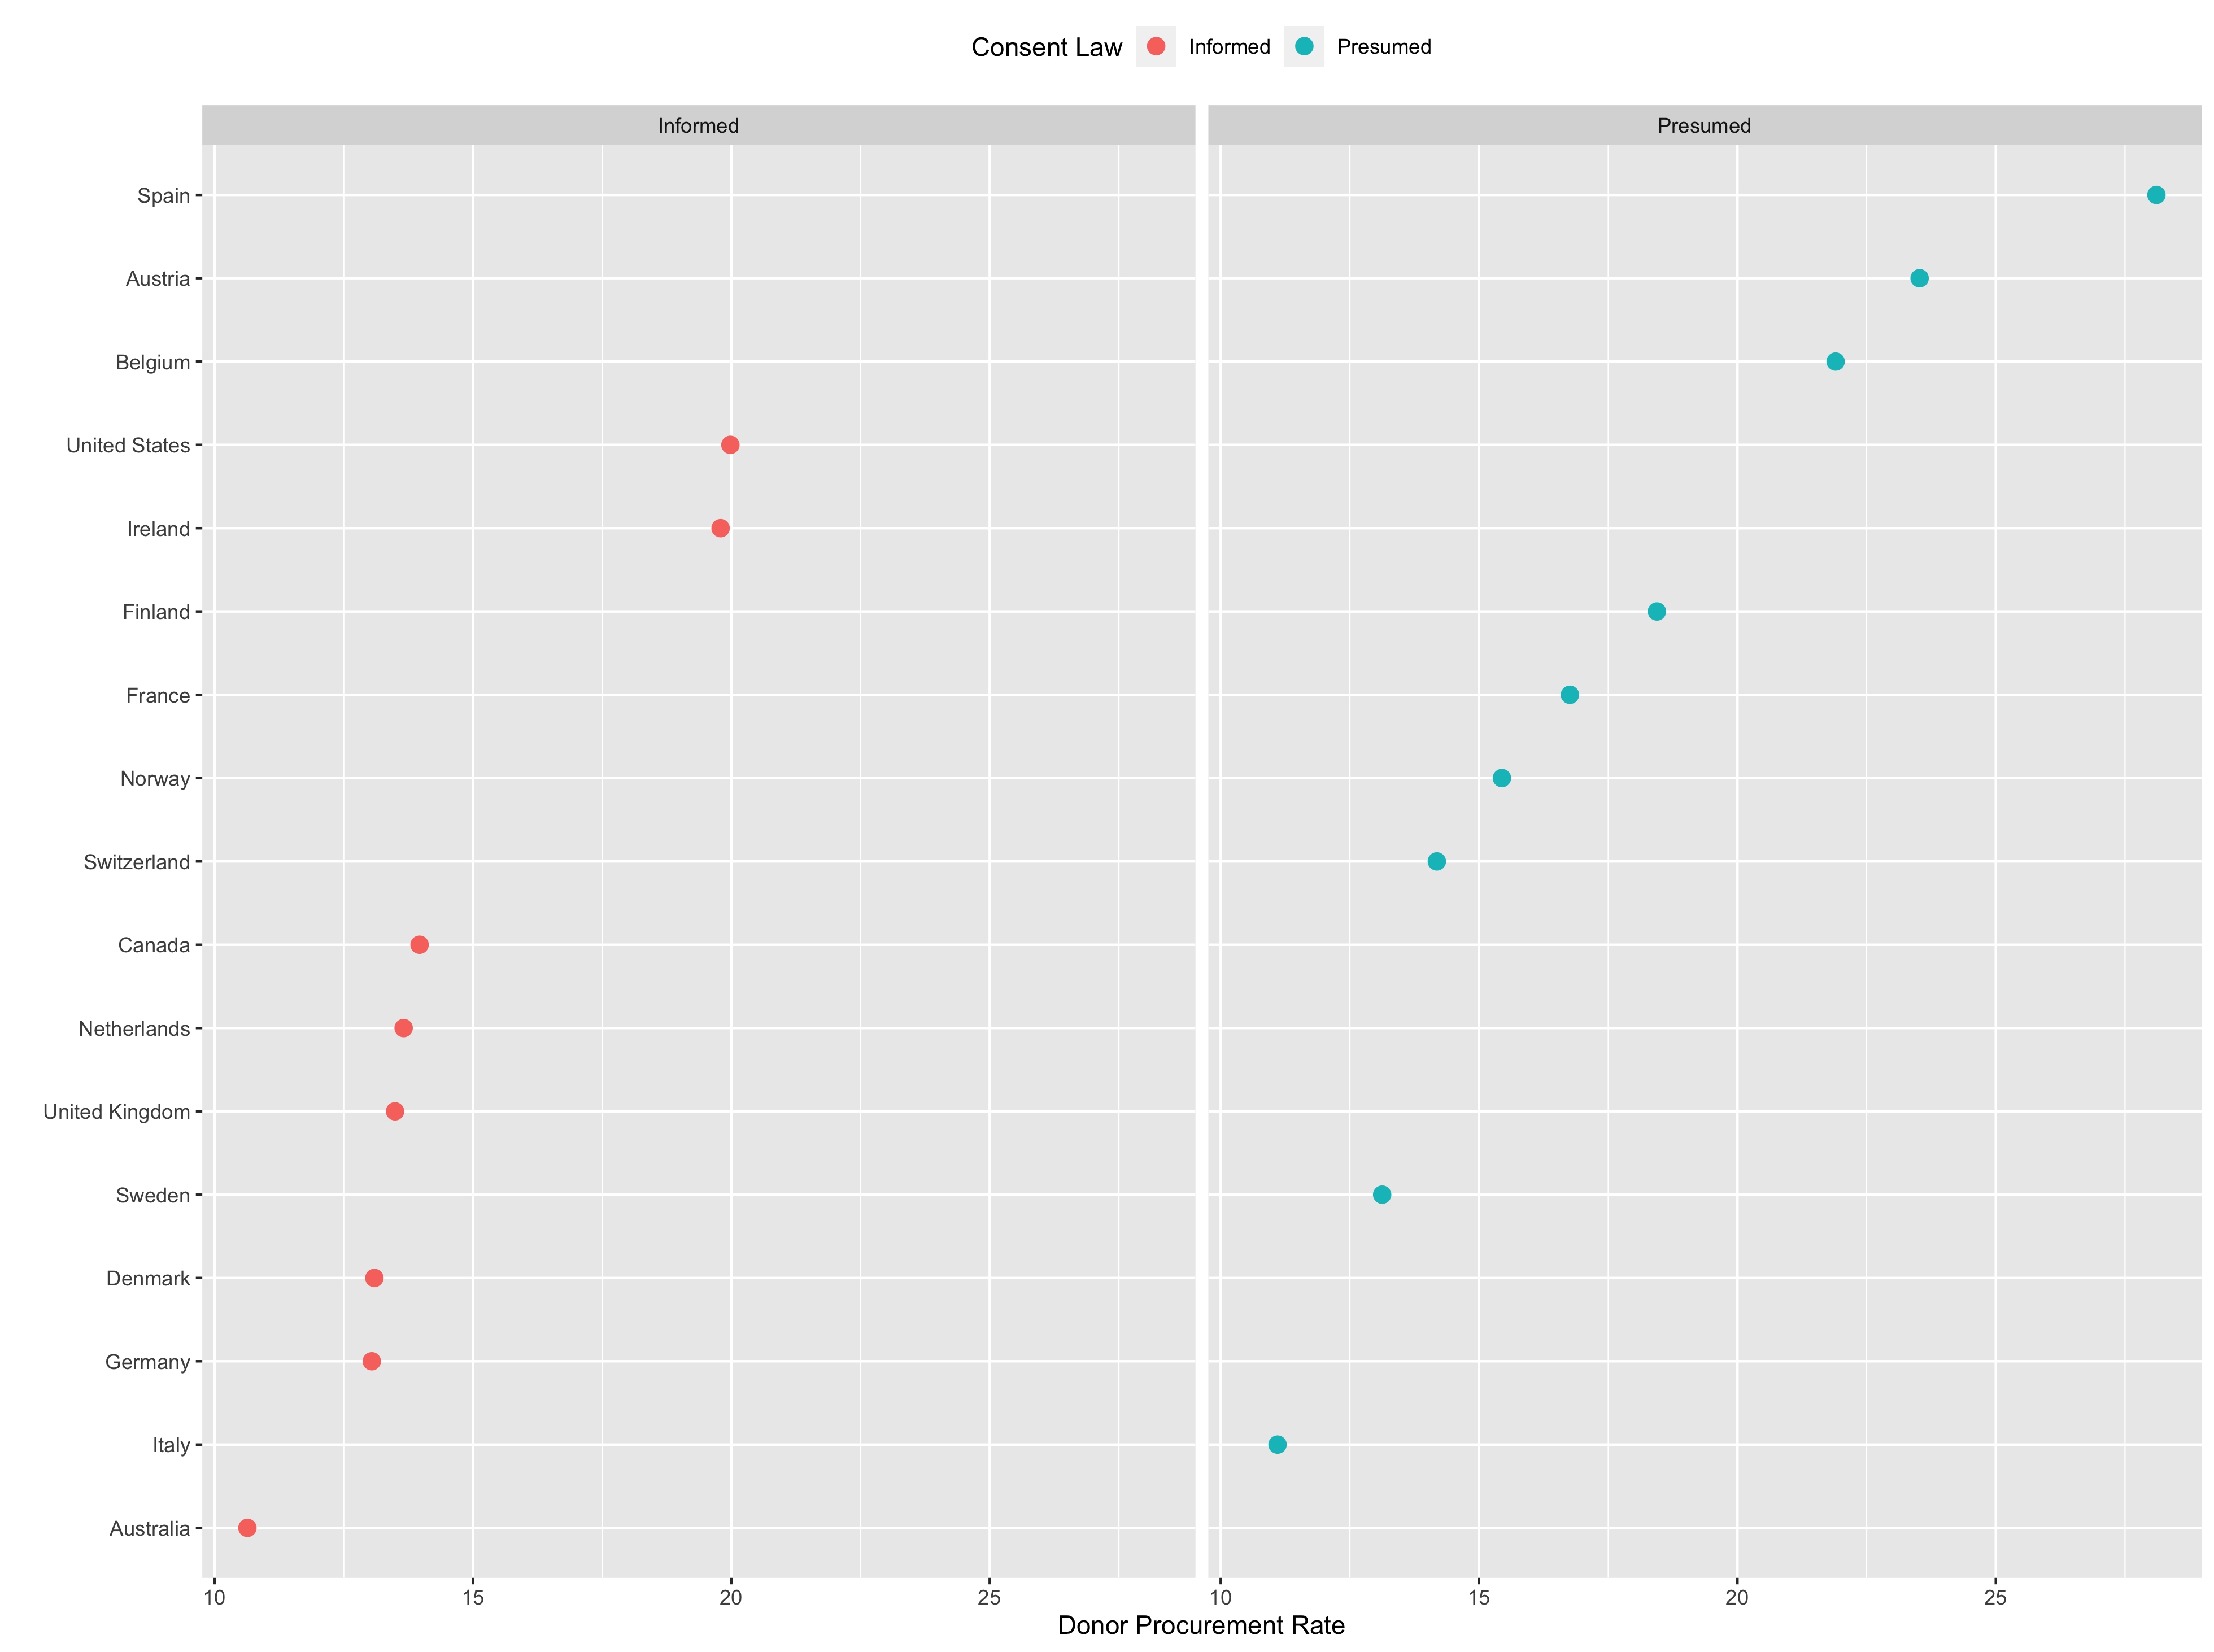 Consent Law Informed Presumed
Informed Presumed
Spain
Austria
Belgium
United States
Ireland
Finland
France
Norway
Switzerland
Canada
Netherlands
United Kingdom
Sweden
Denmark
Germany
Italy
Australia
10 15 20 25 10 15 20 25
Donor Procurement Rate